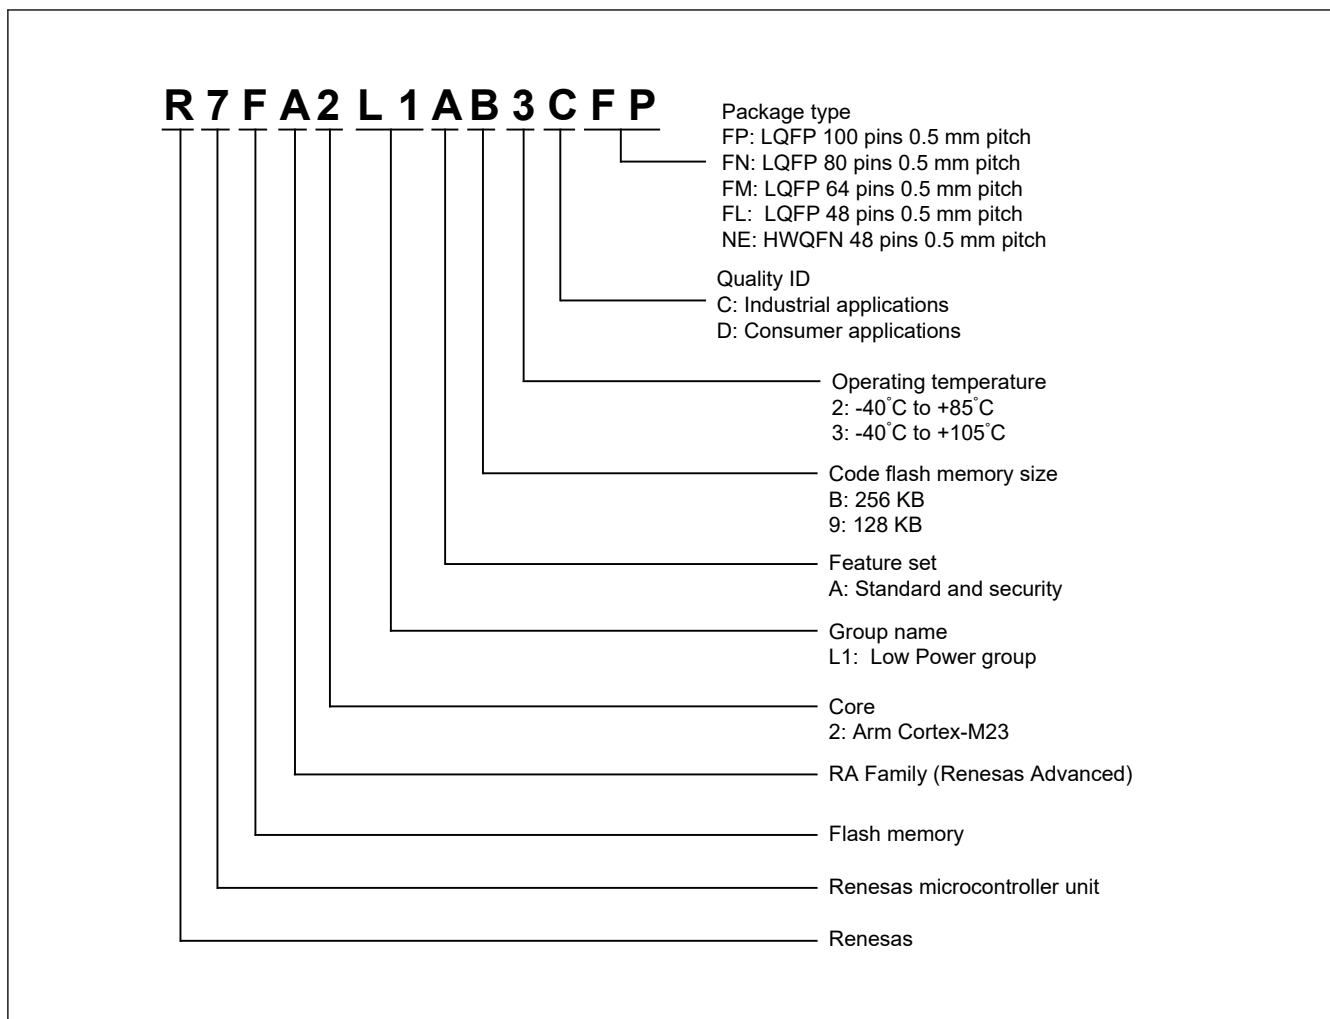 R 7 F A 2 L 1 A B 3 C F P
Package type
FP: LQFP 100 pins 0.5 mm pitch
FN: LQFP 80 pins 0.5 mm pitch
FM: LQFP 64 pins 0.5 mm pitch
FL: LQFP 48 pins 0.5 mm pitch
NE: HWQFN 48 pins 0.5 mm pitch
Quality ID
C: Industrial applications
D: Consumer applications
Operating temperature
2: -40°C to +85°C
3: -40°C to +105°C
Code flash memory size
B: 256 KB
9: 128 KB
Feature set
A: Standard and security
Group name
L1: Low Power group
Core
2: Arm Cortex-M23
RA Family (Renesas Advanced)
Flash memory
Renesas microcontroller unit
Renesas